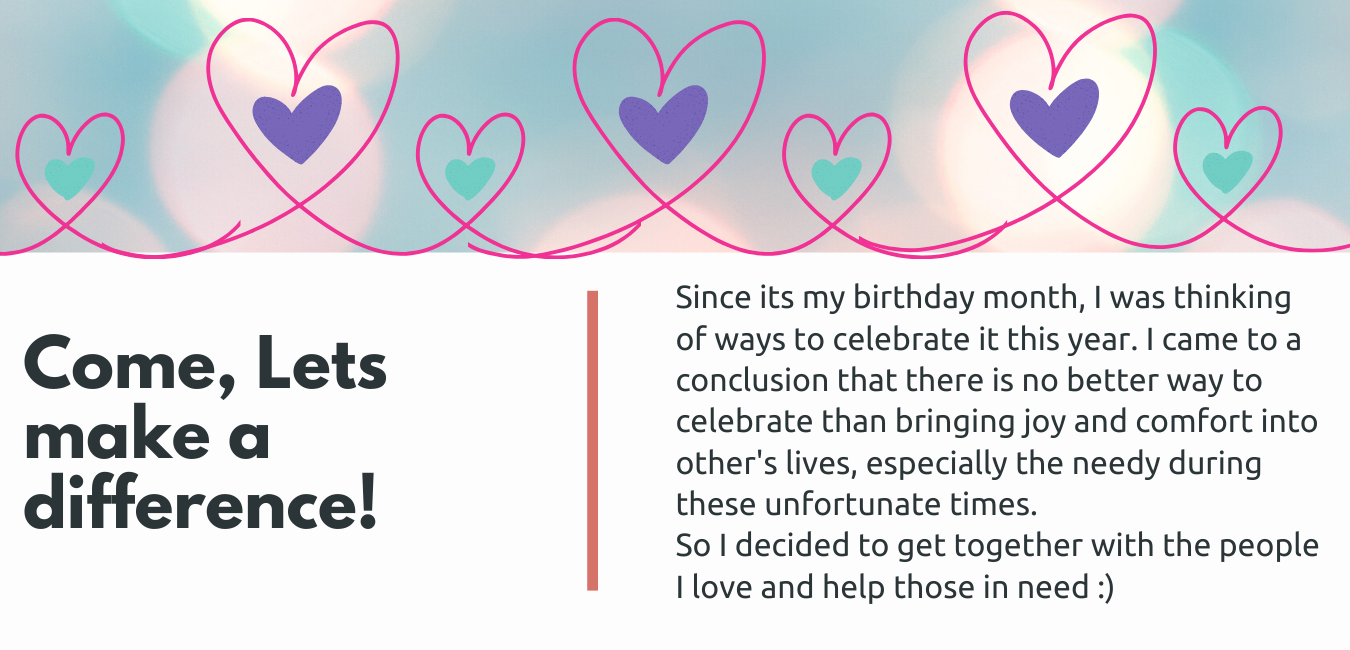 Come, Lets
make a
difference!
Since its my birthday month, I was thinking
of ways to celebrate it this year. I came to a
conclusion that there is no better way to
celebrate than bringing joy and comfort into
other's lives, especially the needy during
these unfortunate times.
So I decided to get together with the people
I love and help those in need :)